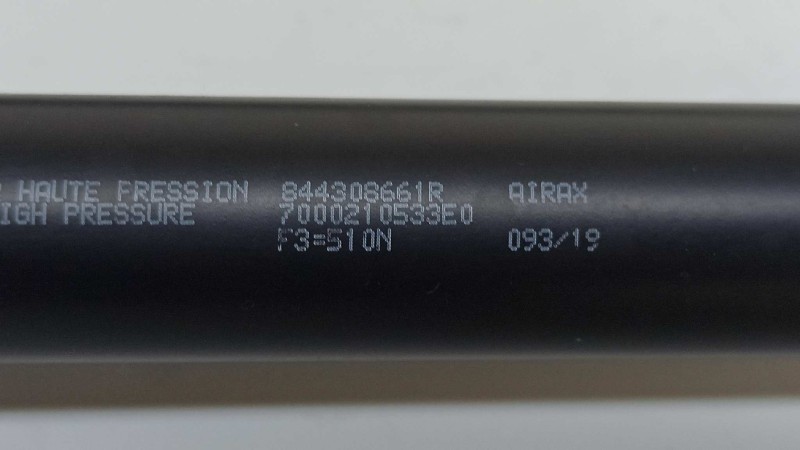 HAUTE PRESSION 844308661R AIRAX
IGH PRESSURE 7000210533E0
F3=510N 093/19